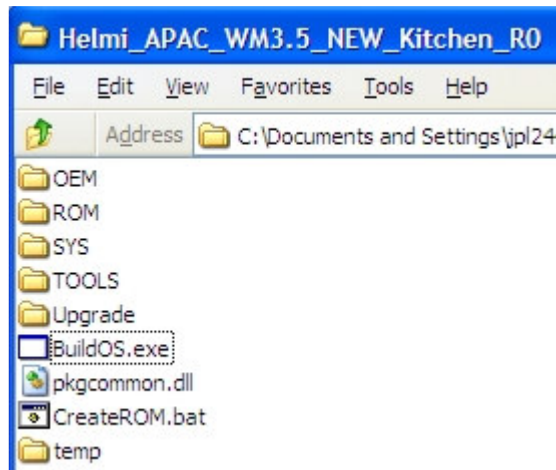 Helmi_APAC_WM3.5_NEW_Kitchen_R0
File Edit View Favorites Tools Help
Address C:\Documents and Settings\jpl24
OEM
ROM
SYS
TOOLS
Upgrade
BuildOS.exe
pkgcommon.dll
CreateROM.bat
temp